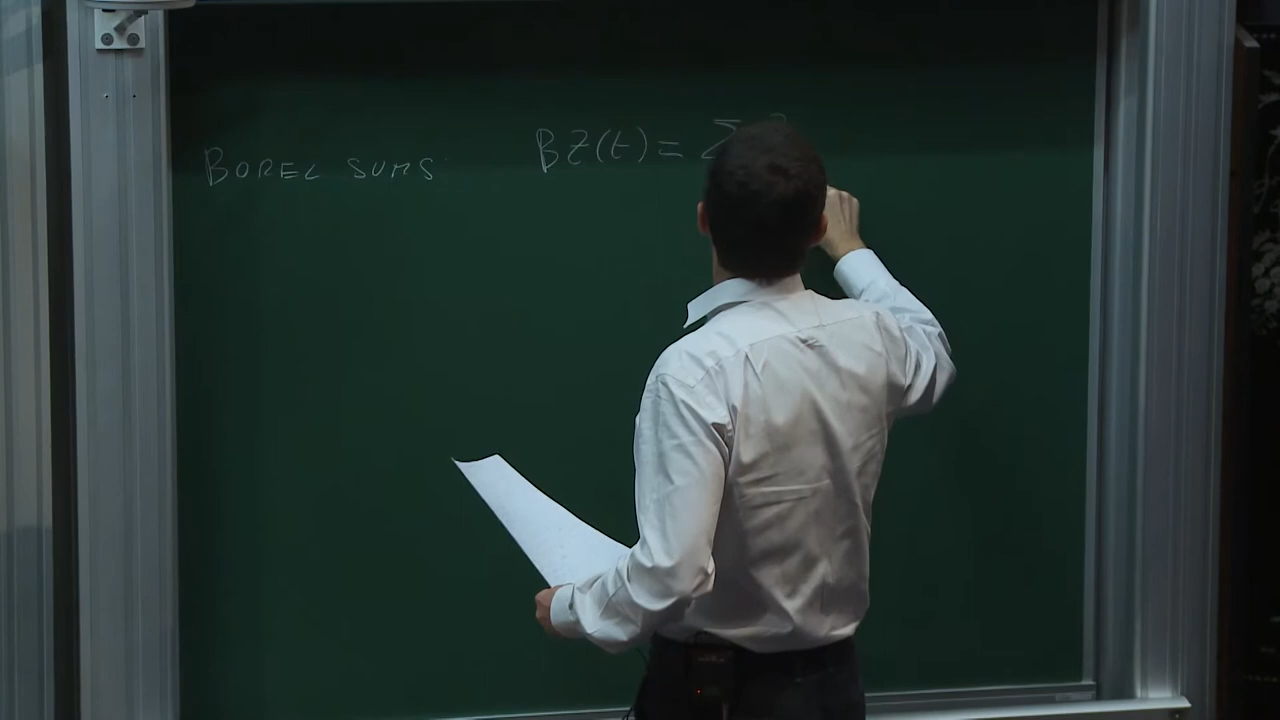 BOREL SUMS
BZ(t) = Σ